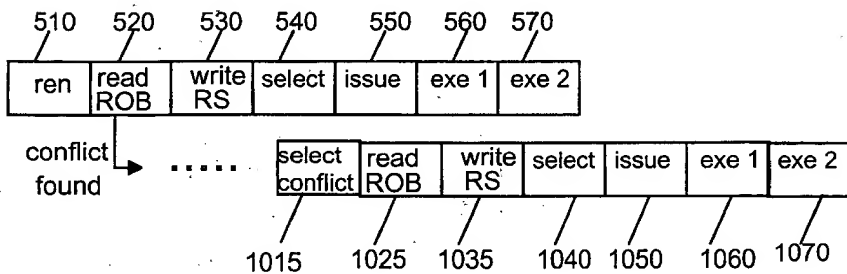 510 520 530 540 550 560 570
ren read ROB write RS select issue exe 1 exe 2
conflict found
..... select conflict read ROB write RS select issue exe 1 exe 2
1015 1025 1035 1040 1050 1060 1070